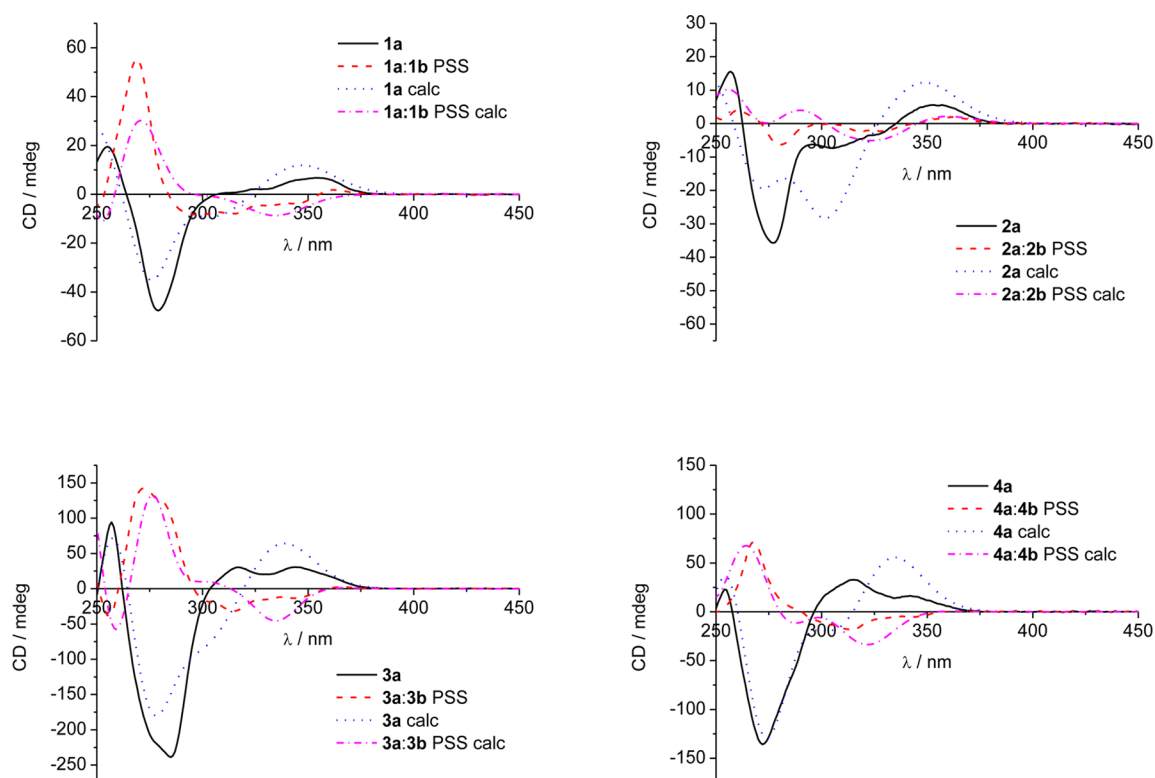 60
40
20
0
-20
-40
-60
250
300
350
400
450
CD / mdeg
λ / nm
1a
1a:1b PSS
1a calc
1a:1b PSS calc
30
20
10
0
-10
-20
-30
-40
-50
-60
250
300
350
400
450
CD / mdeg
λ / nm
2a
2a:2b PSS
2a calc
2a:2b PSS calc
150
100
50
0
-50
-100
-150
-200
-250
250
300
350
400
450
CD / mdeg
λ / nm
3a
3a:3b PSS
3a calc
3a:3b PSS calc
150
100
50
0
-50
-100
-150
250
300
350
400
450
CD / mdeg
λ / nm
4a
4a:4b PSS
4a calc
4a:4b PSS calc